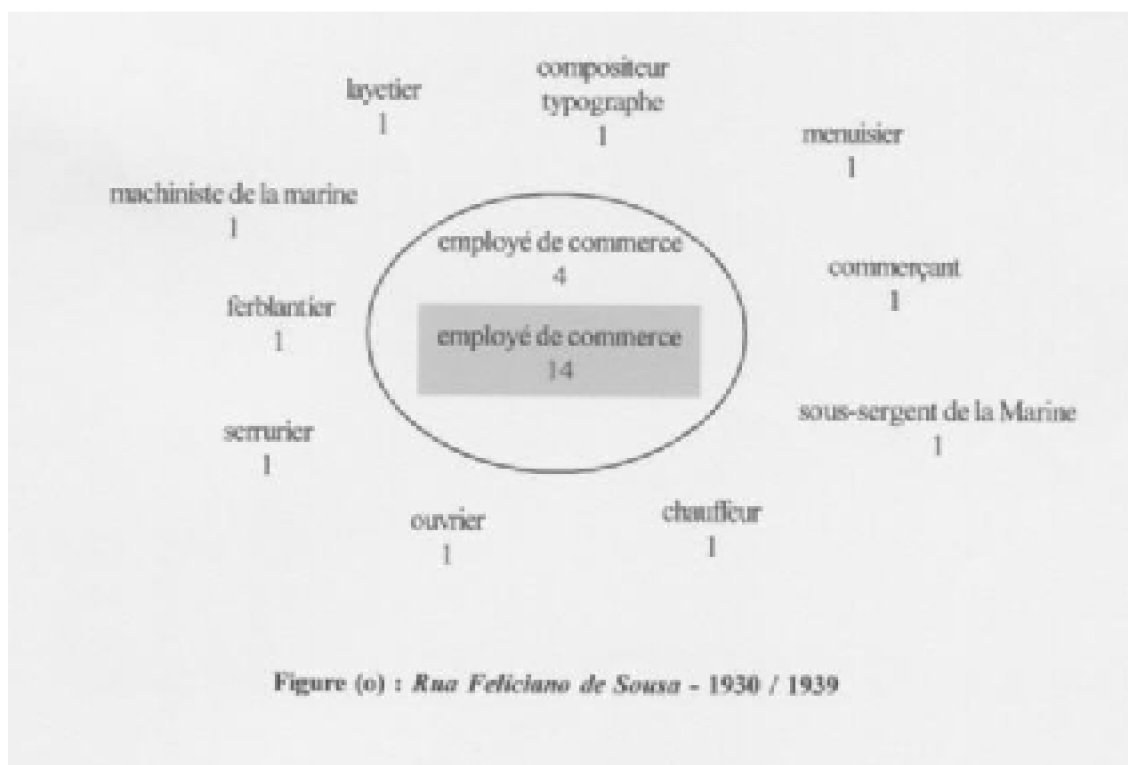 layetier
1
compositeur
typographe
1
menuisier
1
machiniste de la marine
1
employé de commerce
4
commerçant
1
ferblantier
1
employé de commerce
14
serrurier
1
sous-sergent de la Marine
1
ouvrier
1
chauffeur
1
Figure (o) : Rua Feliciano de Sousa - 1930 / 1939